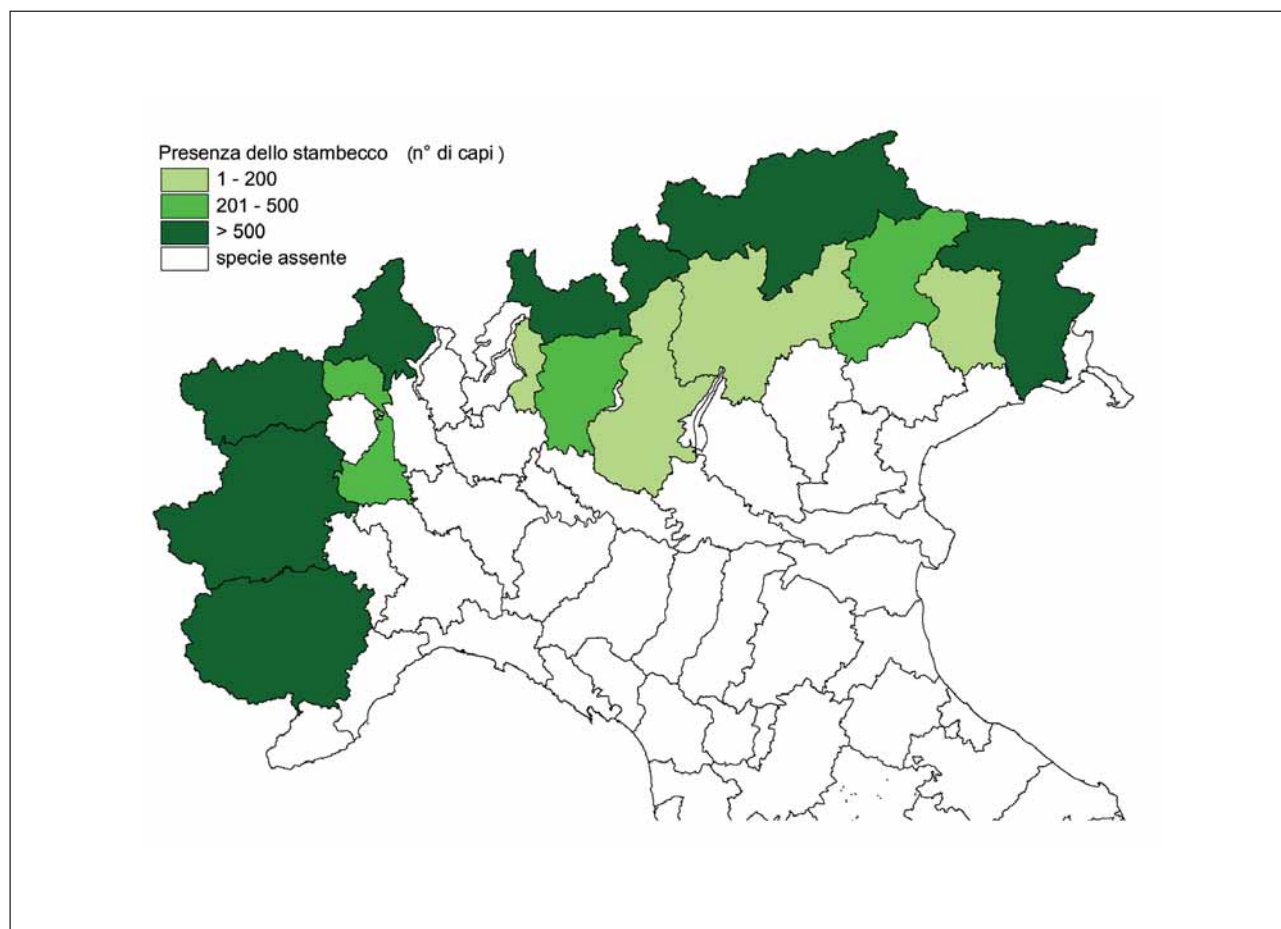 Presenza dello stambecco (n° di capi )
1 - 200
201 - 500
> 500
specie assente